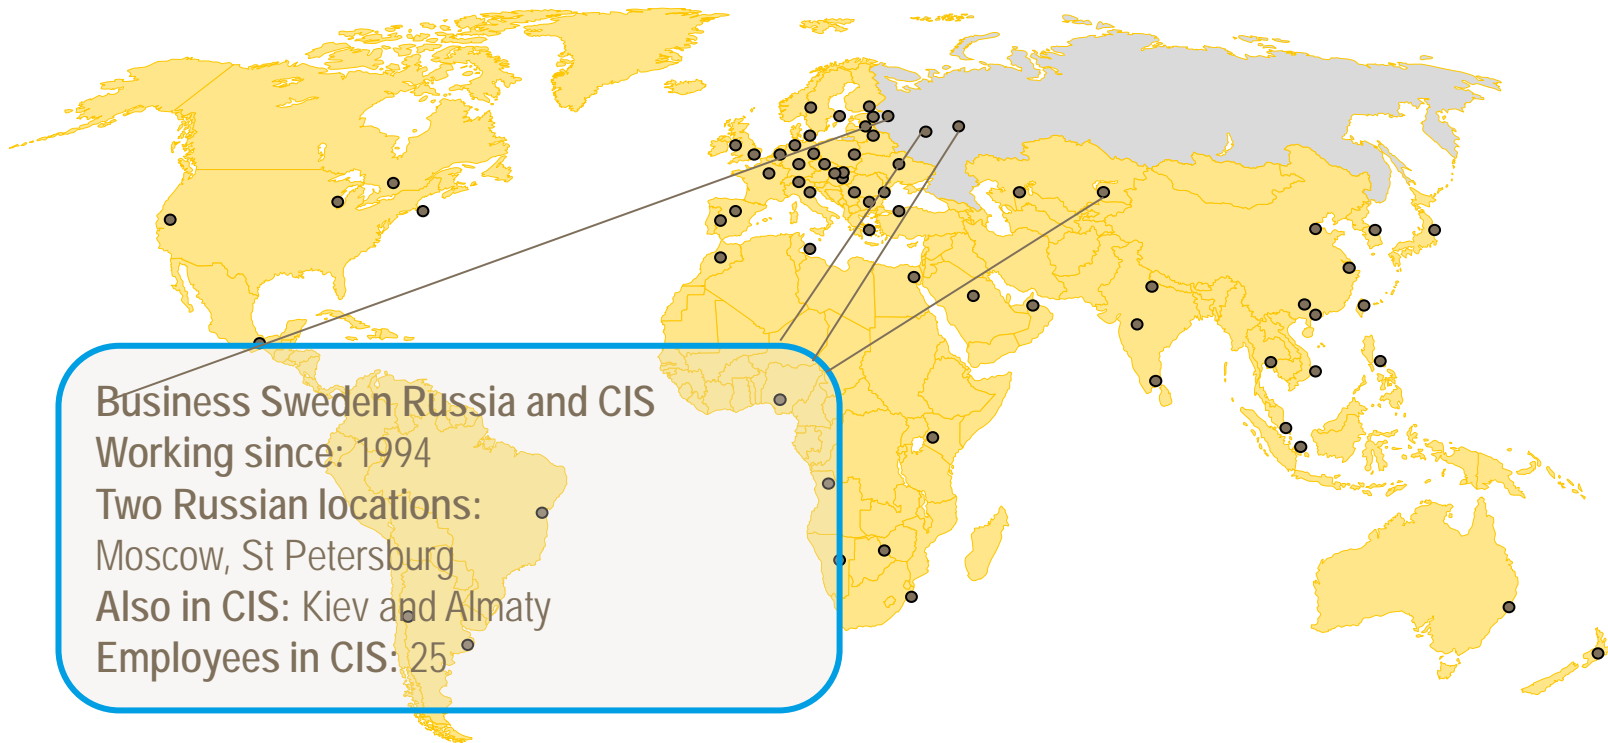 Business Sweden Russia and CIS
Working since: 1994
Two Russian locations:
Moscow, St Petersburg
Also in CIS: Kiev and Almaty
Employees in CIS: 25